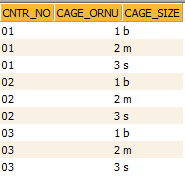 CNTR_NO CAGE_ORNU CAGE_SIZE
01 1 b
01 2 m
01 3 s
02 1 b
02 2 m
02 3 s
03 1 b
03 2 m
03 3 s